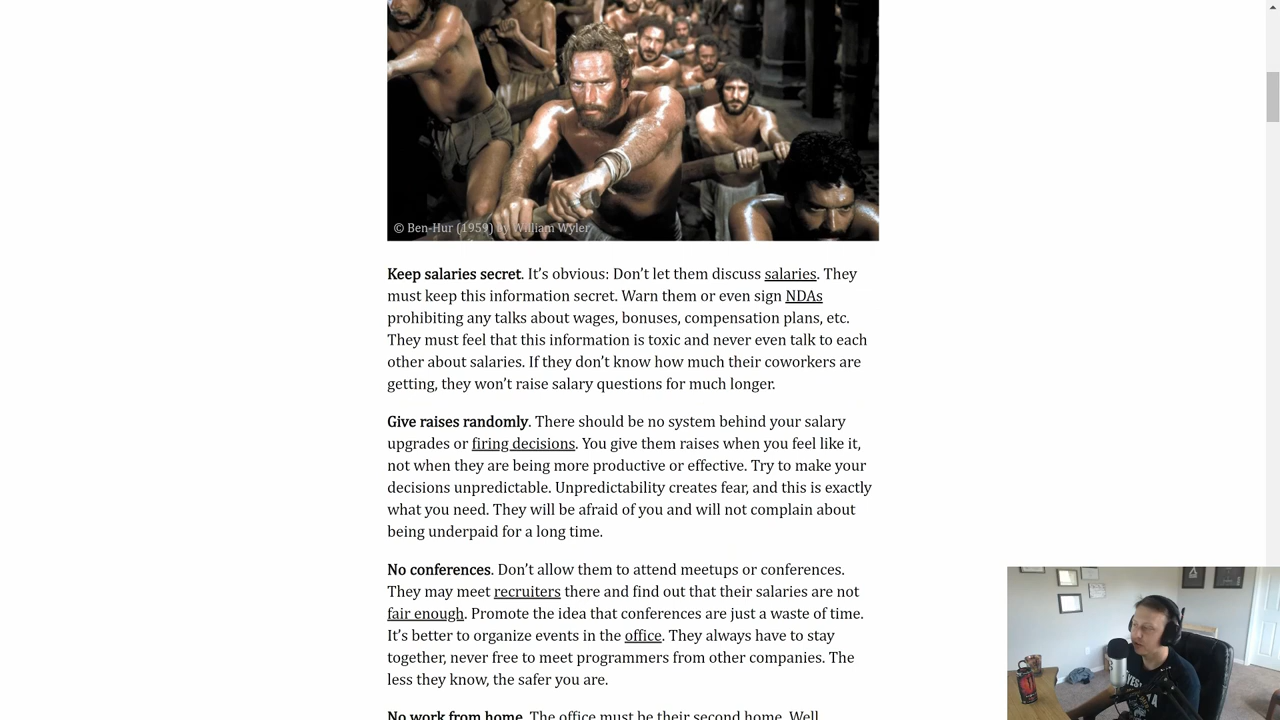 © Ben-Hur (1959) by William Wyler
Keep salaries secret. It’s obvious: Don’t let them discuss salaries. They
must keep this information secret. Warn them or even sign NDAs
prohibiting any talks about wages, bonuses, compensation plans, etc.
They must feel that this information is toxic and never even talk to each
other about salaries. If they don’t know how much their coworkers are
getting, they won’t raise salary questions for much longer.
Give raises randomly. There should be no system behind your salary
upgrades or firing decisions. You give them raises when you feel like it,
not when they are being more productive or effective. Try to make your
decisions unpredictable. Unpredictability creates fear, and this is exactly
what you need. They will be afraid of you and will not complain about
being underpaid for a long time.
No conferences. Don’t allow them to attend meetups or conferences.
They may meet recruiters there and find out that their salaries are not
fair enough. Promote the idea that conferences are just a waste of time.
It’s better to organize events in the office. They always have to stay
together, never free to meet programmers from other companies. The
less they know, the safer you are.
No work from home. The office must be their second home. Well